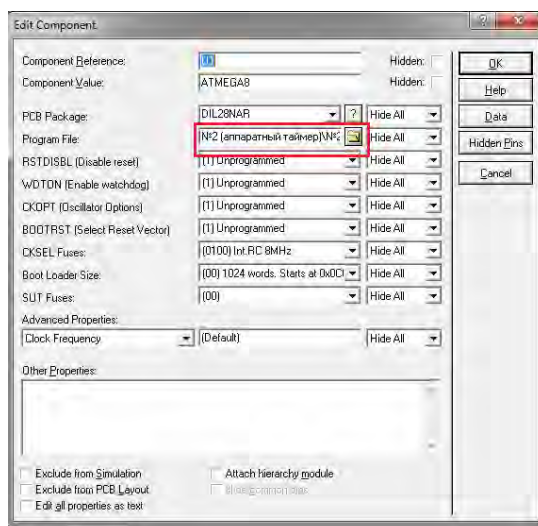 Edit Component
Component Reference: Hidden:
Component Value: ATMEGA8 Hidden:
PCB Package: DIL28NAR ? Hide All
Program File: №2 (аппаратный таймер)\№2 Hide All
RSTDISBL (Disable reset) (1) Unprogrammed Hide All
WDTON (Enable watchdog) (1) Unprogrammed Hide All
CKOPT (Oscillator Options) (1) Unprogrammed Hide All
BOOTRST (Select Reset Vector) (1) Unprogrammed Hide All
CKSEL Fuses: (0100) Int.RC 8MHz Hide All
Boot Loader Size: (00) 1024 words. Starts at 0x0C Hide All
SUT Fuses: (00) Hide All
Advanced Properties:
Clock Frequency (Default) Hide All
Other Properties:
Exclude from Simulation Attach hierarchy module
Exclude from PCB Layout
Edit all properties as text
OK
Help
Data
Hidden Pins
Cancel